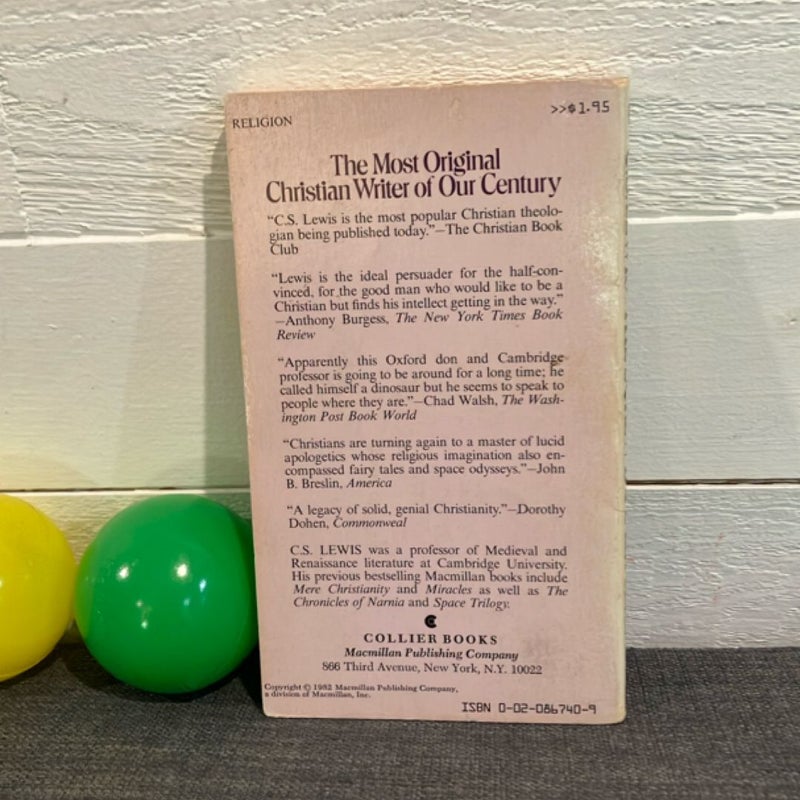 RELIGION
>>$1.95
The Most Original
Christian Writer of Our Century
“C.S. Lewis is the most popular Christian theolo-
gian being published today.”—The Christian Book
Club
“Lewis is the ideal persuader for the half-con-
vinced, for the good man who would like to be a
Christian but finds his intellect getting in the way.”
—Anthony Burgess, The New York Times Book
Review
“Apparently this Oxford don and Cambridge
professor is going to be around for a long time; he
called himself a dinosaur but he seems to speak to
people where they are.”—Chad Walsh, The Wash-
ington Post Book World
“Christians are turning again to a master of lucid
apologetics whose religious imagination also en-
compassed fairy tales and space odysseys.”—John
B. Breslin, America
“A legacy of solid, genial Christianity.”—Dorothy
Dohen, Commonweal
C.S. LEWIS was a professor of Medieval and
Renaissance literature at Cambridge University.
His previous bestselling Macmillan books include
Mere Christianity and Miracles as well as The
Chronicles of Narnia and Space Trilogy.
COLLIER BOOKS
Macmillan Publishing Company
866 Third Avenue, New York, N.Y. 10022
Copyright © 1982 Macmillan Publishing Company,
a division of Macmillan, Inc.
ISBN 0-02-086740-9